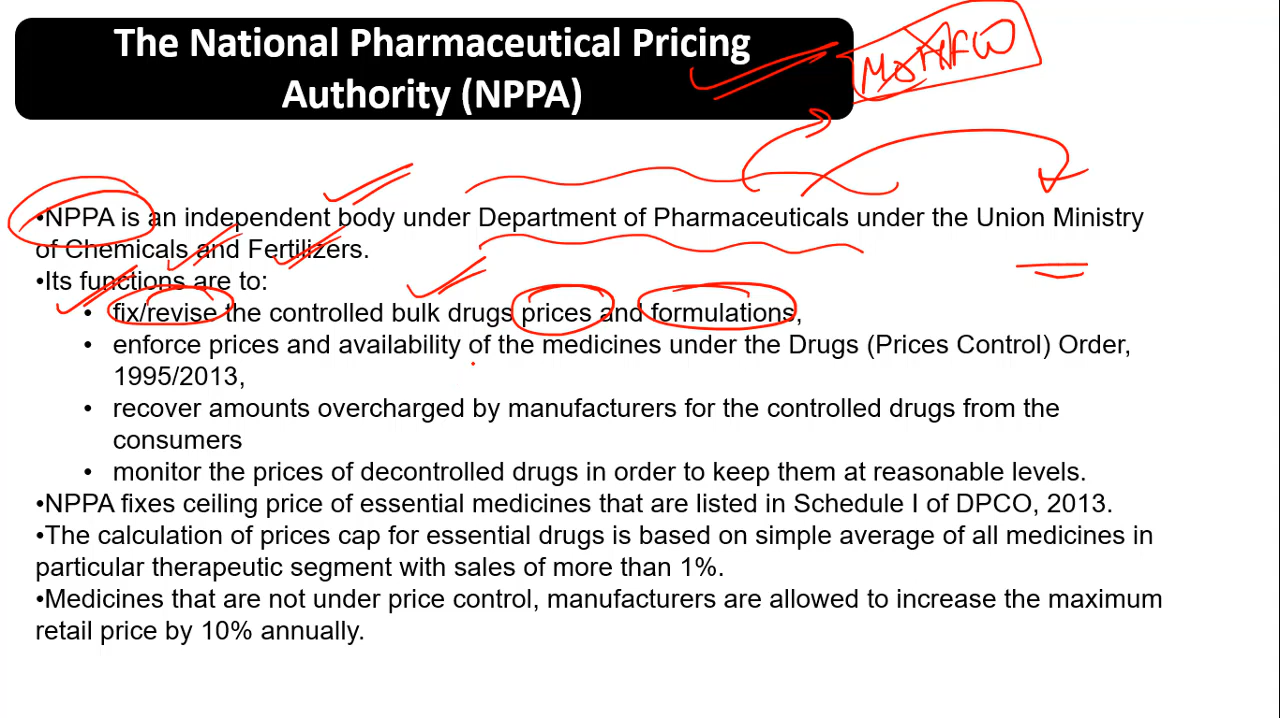 The National Pharmaceutical Pricing
Authority (NPPA)
MoHFW
•NPPA is an independent body under Department of Pharmaceuticals under the Union Ministry
of Chemicals and Fertilizers.
•Its functions are to:
• fix/revise the controlled bulk drugs prices and formulations,
• enforce prices and availability of the medicines under the Drugs (Prices Control) Order,
1995/2013,
• recover amounts overcharged by manufacturers for the controlled drugs from the
consumers
• monitor the prices of decontrolled drugs in order to keep them at reasonable levels.
•NPPA fixes ceiling price of essential medicines that are listed in Schedule I of DPCO, 2013.
•The calculation of prices cap for essential drugs is based on simple average of all medicines in
particular therapeutic segment with sales of more than 1%.
•Medicines that are not under price control, manufacturers are allowed to increase the maximum
retail price by 10% annually.